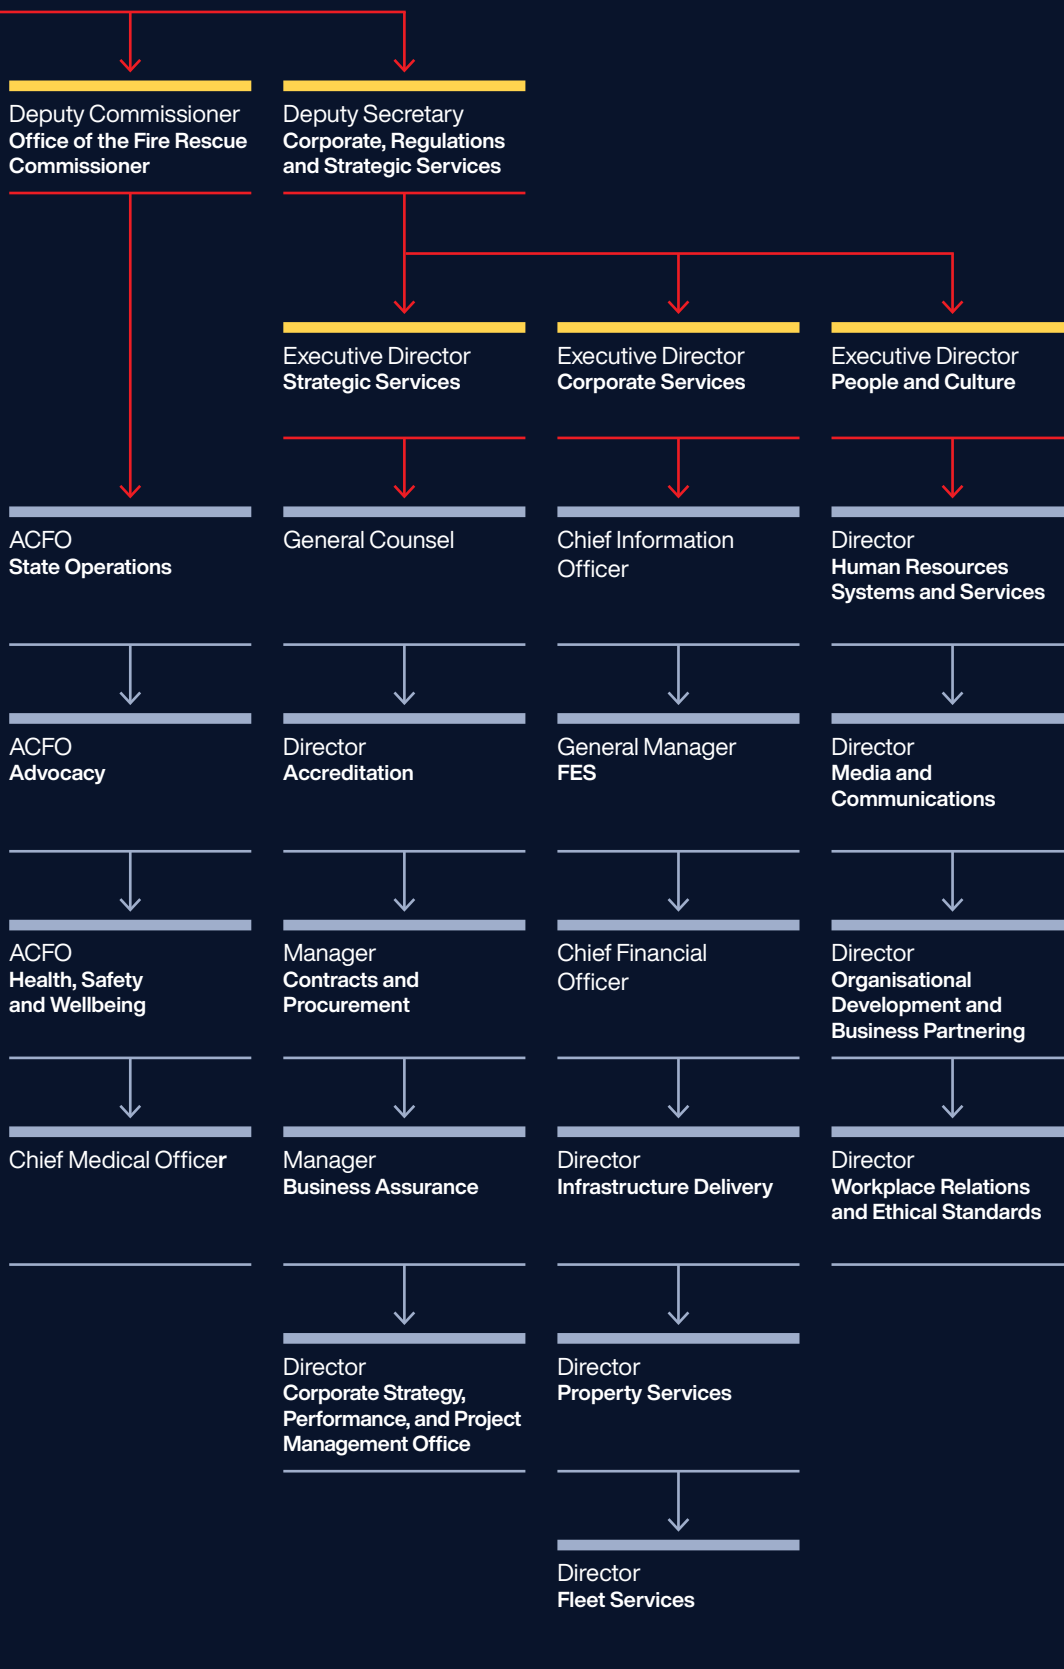 Deputy Commissioner
Office of the Fire Rescue
Commissioner
Deputy Secretary
Corporate, Regulations
and Strategic Services
Executive Director
Strategic Services
Executive Director
Corporate Services
Executive Director
People and Culture
ACFO
State Operations
General Counsel
Chief Information
Officer
Director
Human Resources
Systems and Services
ACFO
Advocacy
Director
Accreditation
General Manager
FES
Director
Media and
Communications
ACFO
Health, Safety
and Wellbeing
Manager
Contracts and
Procurement
Chief Financial
Officer
Director
Organisational
Development and
Business Partnering
Chief Medical Officer
Manager
Business Assurance
Director
Infrastructure Delivery
Director
Workplace Relations
and Ethical Standards
Director
Corporate Strategy,
Performance, and Project
Management Office
Director
Property Services
Director
Fleet Services